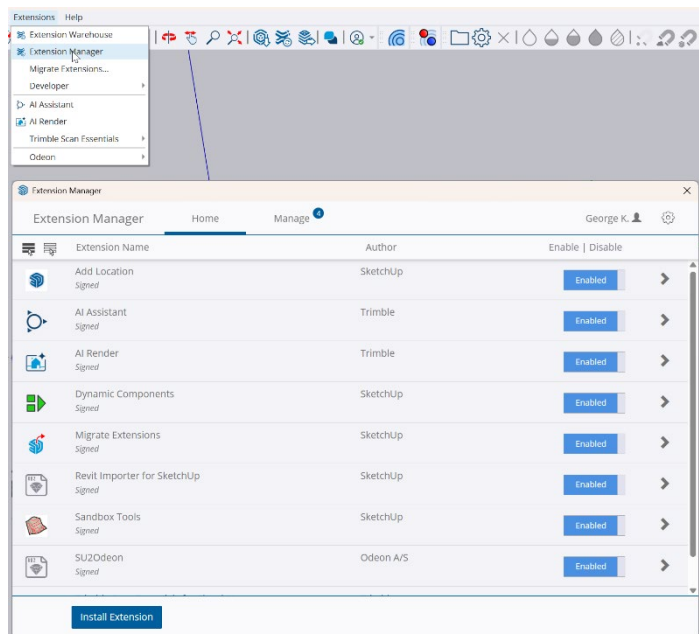 Extensions Help
Extension Warehouse
Extension Manager
Migrate Extensions...
Developer
AI Assistant
AI Render
Trimble Scan Essentials
Odeon
Extension Manager
Extension Manager Home Manage 4 George K.
Extension Name Author Enable | Disable
Add Location SketchUp
Signed Enabled
AI Assistant Trimble
Signed Enabled
AI Render Trimble
Signed Enabled
Dynamic Components SketchUp
Signed Enabled
Migrate Extensions SketchUp
Signed Enabled
Revit Importer for SketchUp SketchUp
Signed Enabled
Sandbox Tools SketchUp
Signed Enabled
SU2Odeon Odeon A/S
Signed Enabled
Install Extension